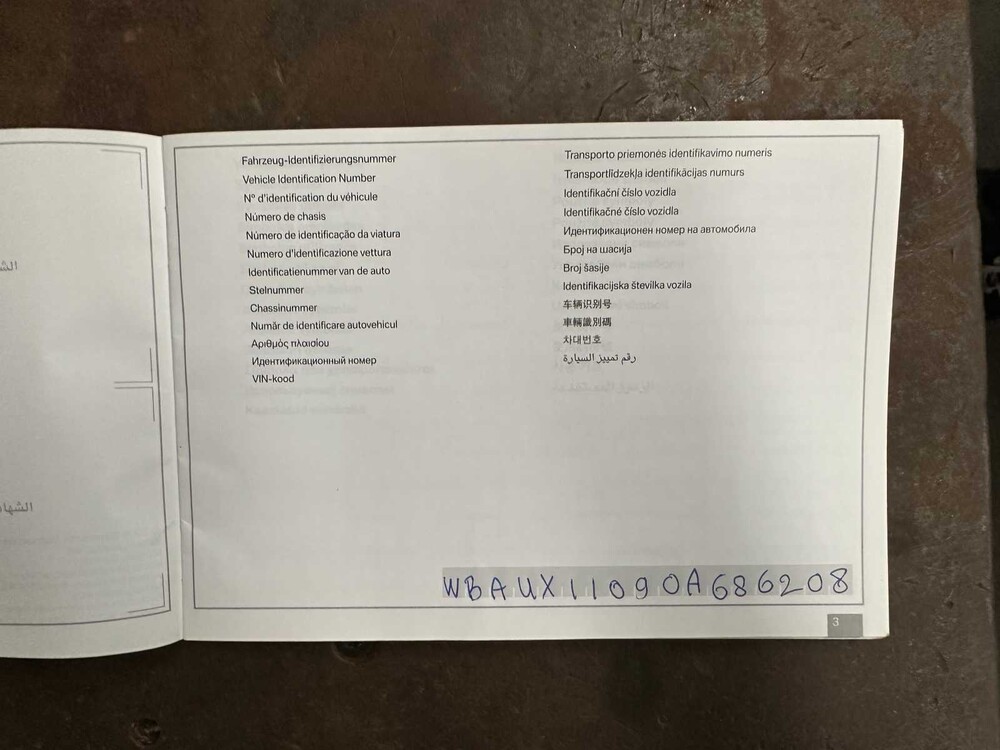 الش
الشها
Fahrzeug-Identifizierungsnummer
Vehicle Identification Number
N° d'identification du véhicule
Número de chasis
Número de identificação da viatura
Numero d'identificazione vettura
Identificatienummer van de auto
Stelnummer
Chassinummer
Număr de identificare autovehicul
Αριθμός πλαισίου
Идентификационный номер
VIN-kood
Transporto priemonės identifikavimo numeris
Transportlīdzekļa identifikācijas numurs
Identifikační číslo vozidla
Identifikačné číslo vozidla
Идентификационен номер на автомобила
Број на шасија
Broj šasije
Identifikacijska številka vozila
车辆识别号
車輛識別碼
차대번호
رقم تمييز السيارة
WBAUX11090A686208
3